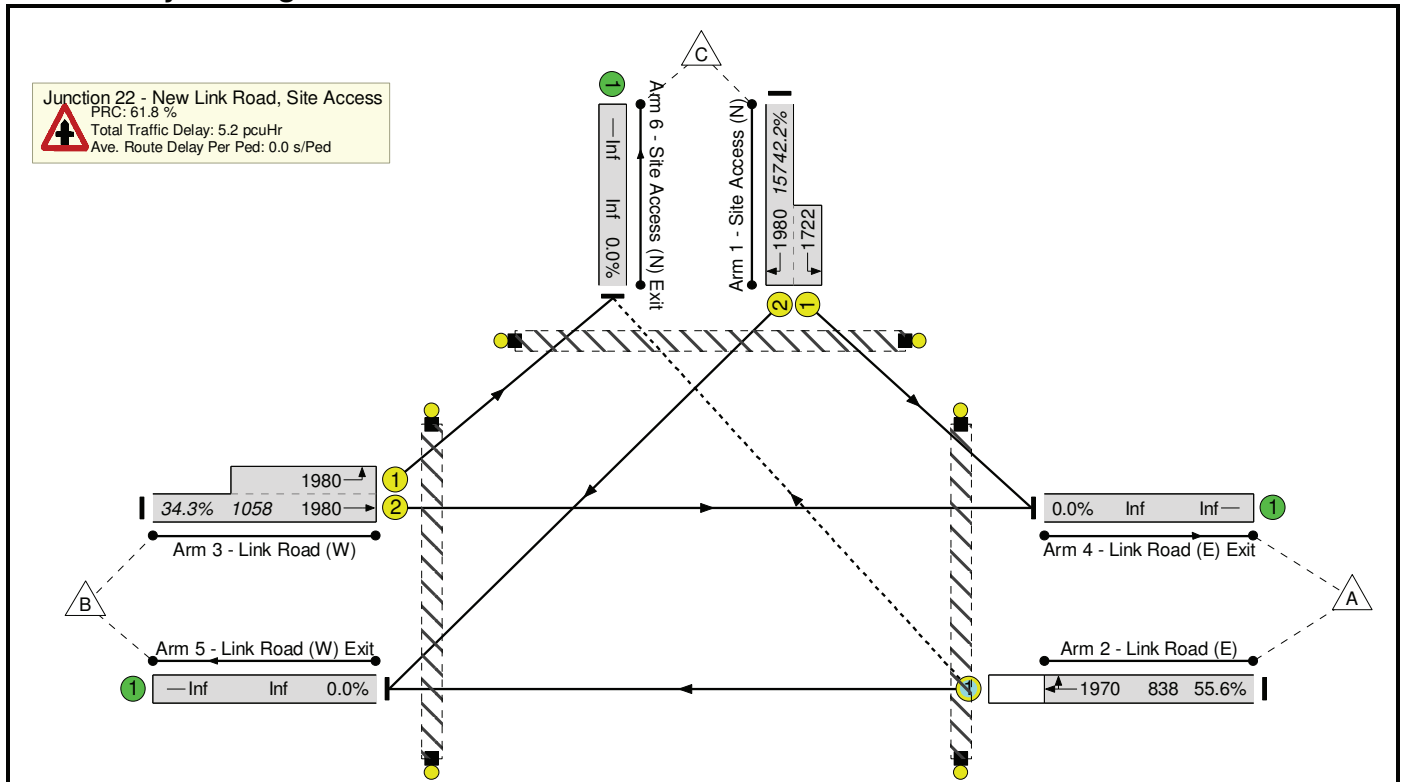 Junction 22 - New Link Road, Site Access
PRC: 61.8 %
Total Traffic Delay: 5.2 pcuHr
Ave. Route Delay Per Ped: 0.0 s/Ped
C
1
Inf Inf 0.0%
Arm 6 - Site Access (N) Exit
Arm 1 - Site Access (N)
1980 15742.2%
1722
2 1
1980
1
34.3% 1058 1980
2
Arm 3 - Link Road (W)
B
Arm 5 - Link Road (W) Exit
1
Inf Inf 0.0%
0.0% Inf Inf
1
Arm 4 - Link Road (E) Exit
A
Arm 2 - Link Road (E)
1
1970 838 55.6%